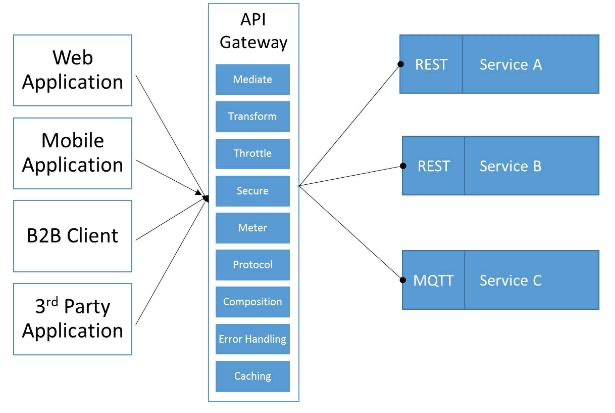 Web
Application
Mobile
Application
B2B Client
3rd Party
Application
API
Gateway
Mediate
Transform
Throttle
Secure
Meter
Protocol
Composition
Error Handling
Caching
REST Service A
REST Service B
MQTT Service C